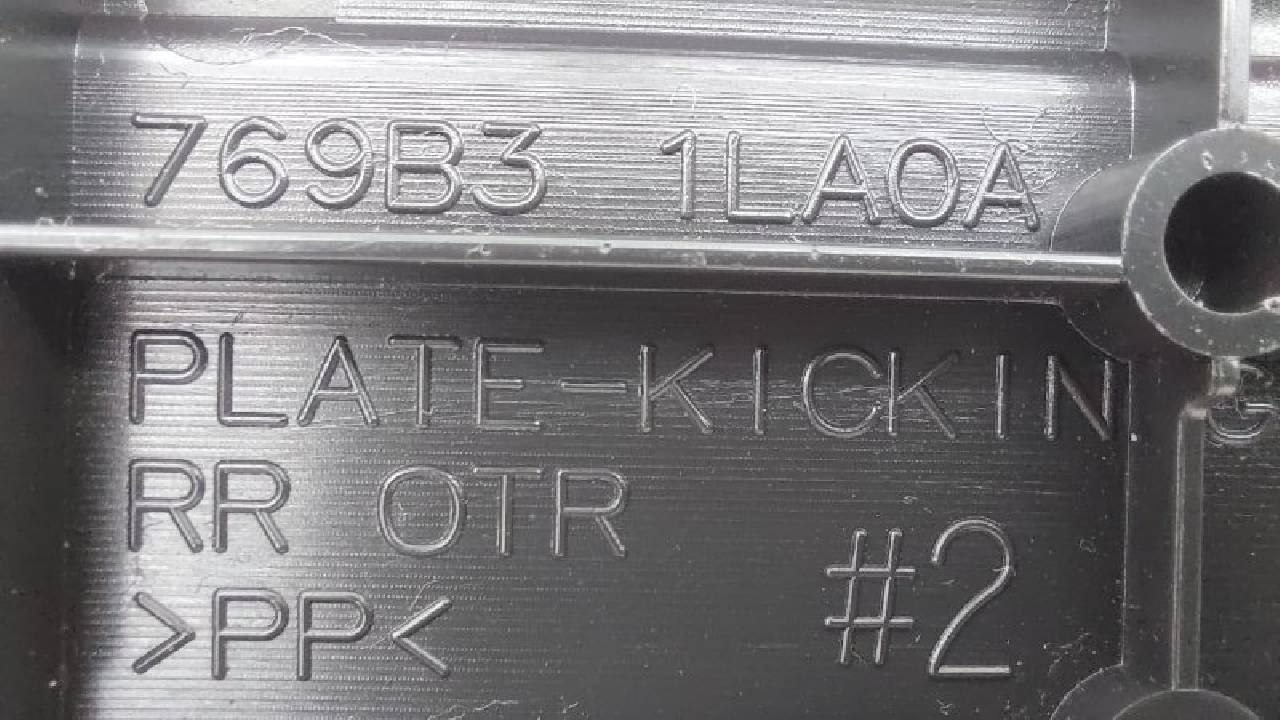 769B3 1LA0A
PLATE-KICKING
RR OTR
>PP<
#2